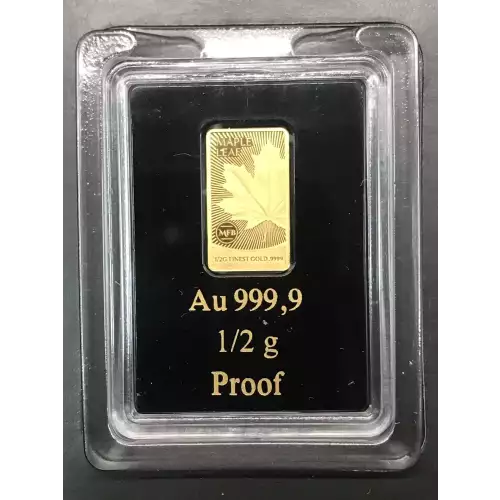 MAPLE
LEAF
MFB
1/2G FINEST GOLD .9999
Au 999,9
1/2 g
Proof